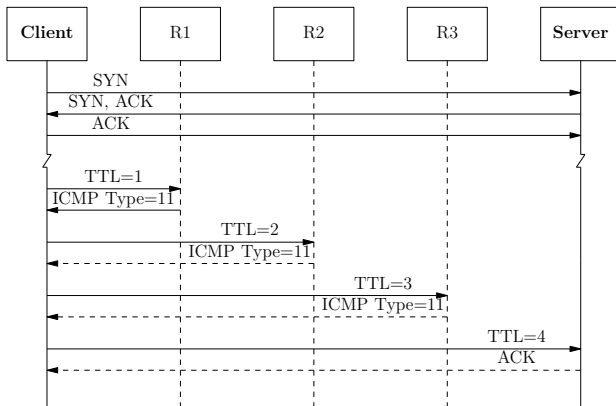 Client R1 R2 R3 Server
SYN
SYN, ACK
ACK
TTL=1
ICMP Type=11
TTL=2
ICMP Type=11
TTL=3
ICMP Type=11
TTL=4
ACK